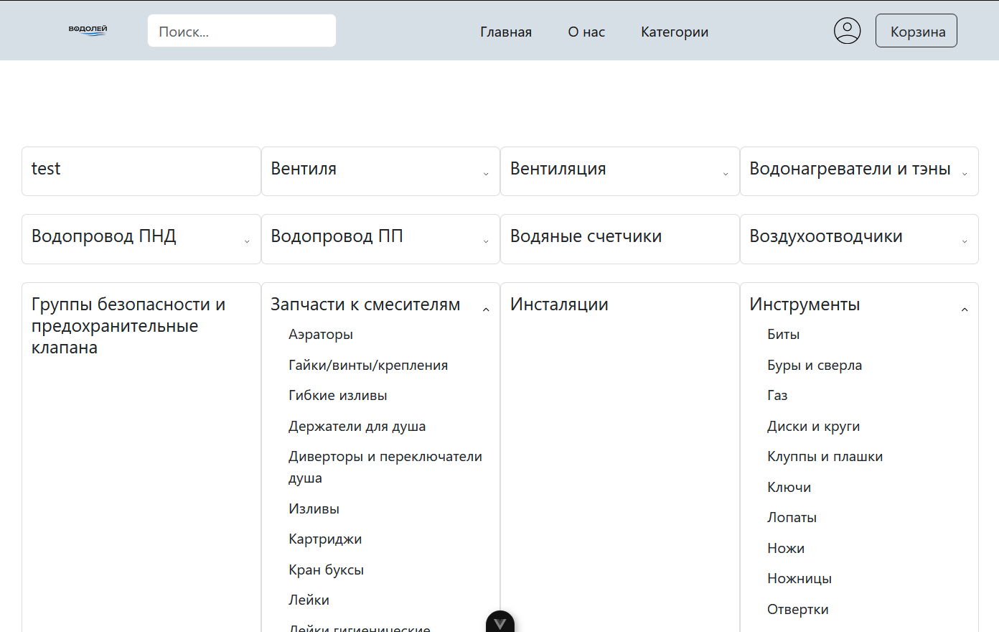 ВОДОЛЕЙ
Поиск...
Главная
О нас
Категории
Корзина
test
Вентиля
Вентиляция
Водонагреватели и тэны
Водопровод ПНД
Водопровод ПП
Водяные счетчики
Воздухоотводчики
Группы безопасности и
предохранительные
клапана
Запчасти к смесителям
Аэраторы
Гайки/винты/крепления
Гибкие изливы
Держатели для душа
Диверторы и переключатели
душа
Изливы
Картриджи
Кран буксы
Лейки
Лейки гигиенические
Инсталяции
Инструменты
Биты
Буры и сверла
Газ
Диски и круги
Клуппы и плашки
Ключи
Лопаты
Ножи
Ножницы
Отвертки